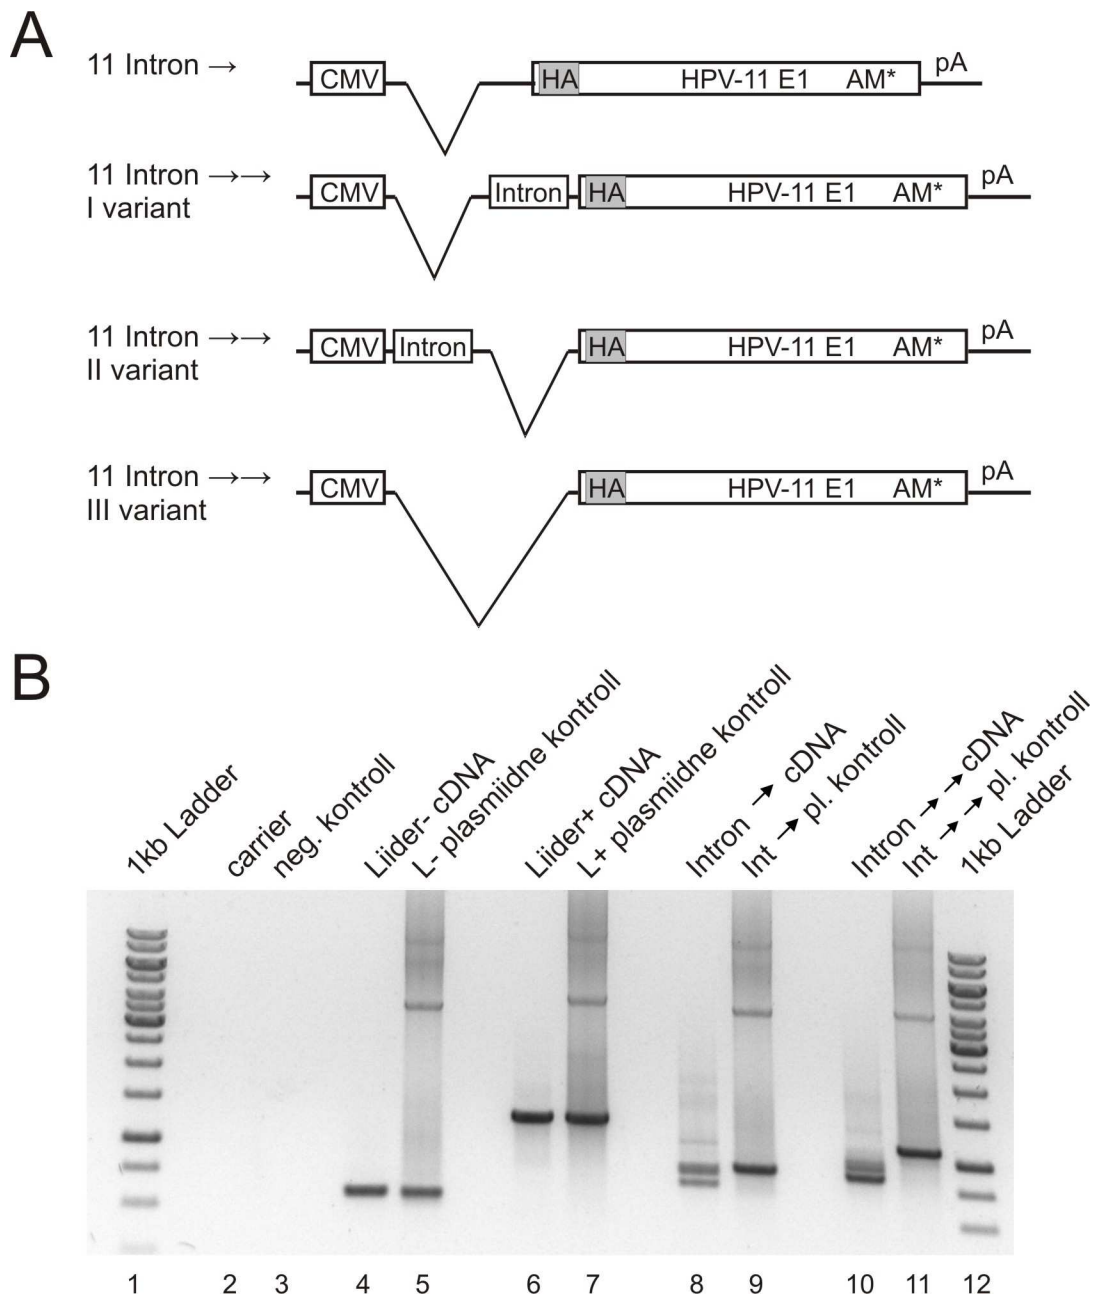 A
11 Intron →
CMV
HA
HPV-11 E1
AM*
pA
11 Intron →→
I variant
CMV
Intron
HA
HPV-11 E1
AM*
pA
11 Intron →→
II variant
CMV
Intron
HA
HPV-11 E1
AM*
pA
11 Intron →→
III variant
CMV
HA
HPV-11 E1
AM*
pA
B
1kb Ladder
carrier
neg. kontroll
Liider- cDNA
L- plasmiidne kontroll
Liider+ cDNA
L+ plasmiidne kontroll
Intron → cDNA
Int → pl. kontroll
Intron →→ cDNA
Int →→ pl. kontroll
1kb Ladder
1 2 3 4 5 6 7 8 9 10 11 12